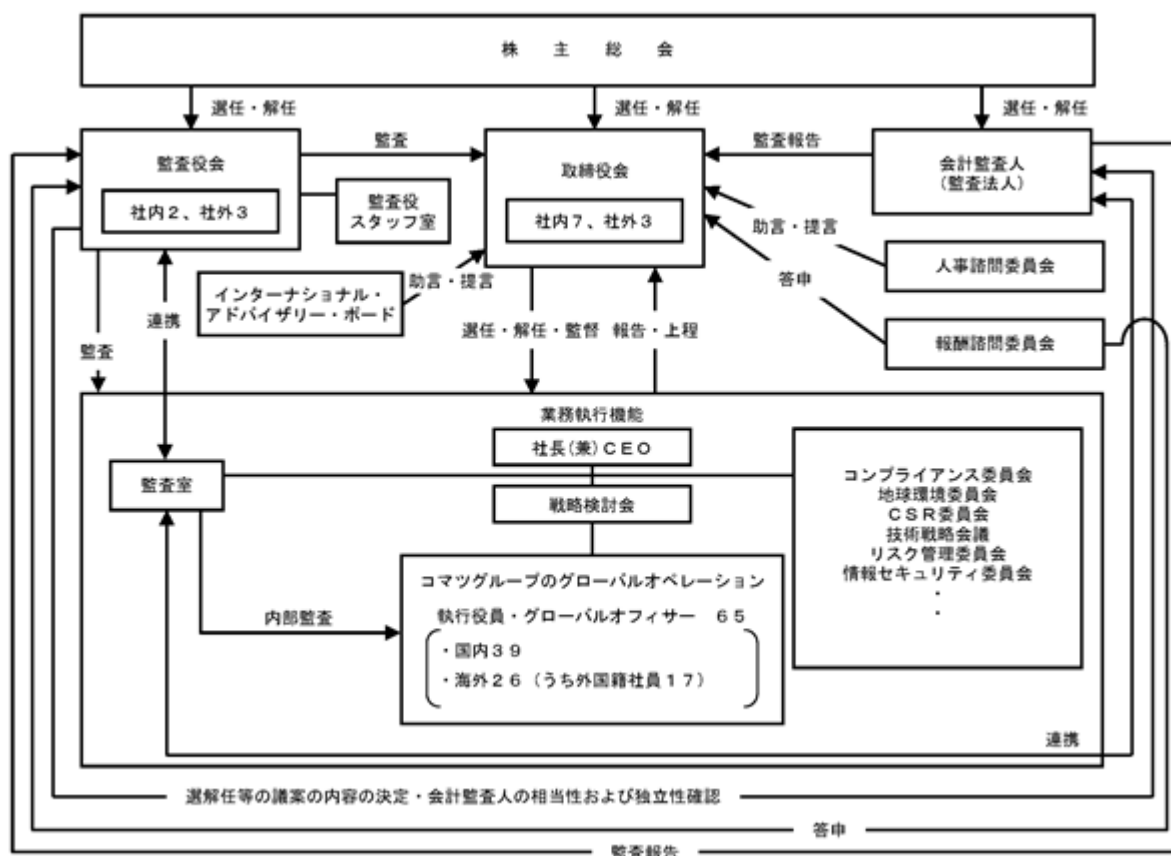 株　主　総　会
選任・解任
選任・解任
選任・解任
監査役会
社内２、社外３
監査
監査役
スタッフ室
取締役会
社内７、社外３
監査報告
会計監査人
(監査法人)
助言・提言
人事諮問委員会
答申
報酬諮問委員会
インターナショナル・
アドバイザリー・ボード
助言・提言
連携
監査
選任・解任・監督
報告・上程
業務執行機能
社長(兼)ＣＥＯ
監査室
戦略検討会
コンプライアンス委員会
地球環境委員会
ＣＳＲ委員会
技術戦略会議
リスク管理委員会
情報セキュリティ委員会
・
・
内部監査
コマツグループのグローバルオペレーション
執行役員・グローバルオフィサー　６５
・国内３９
・海外２６（うち外国籍社員１７）
連携
選解任等の議案の内容の決定・会計監査人の相当性および独立性確認
答申
監査報告